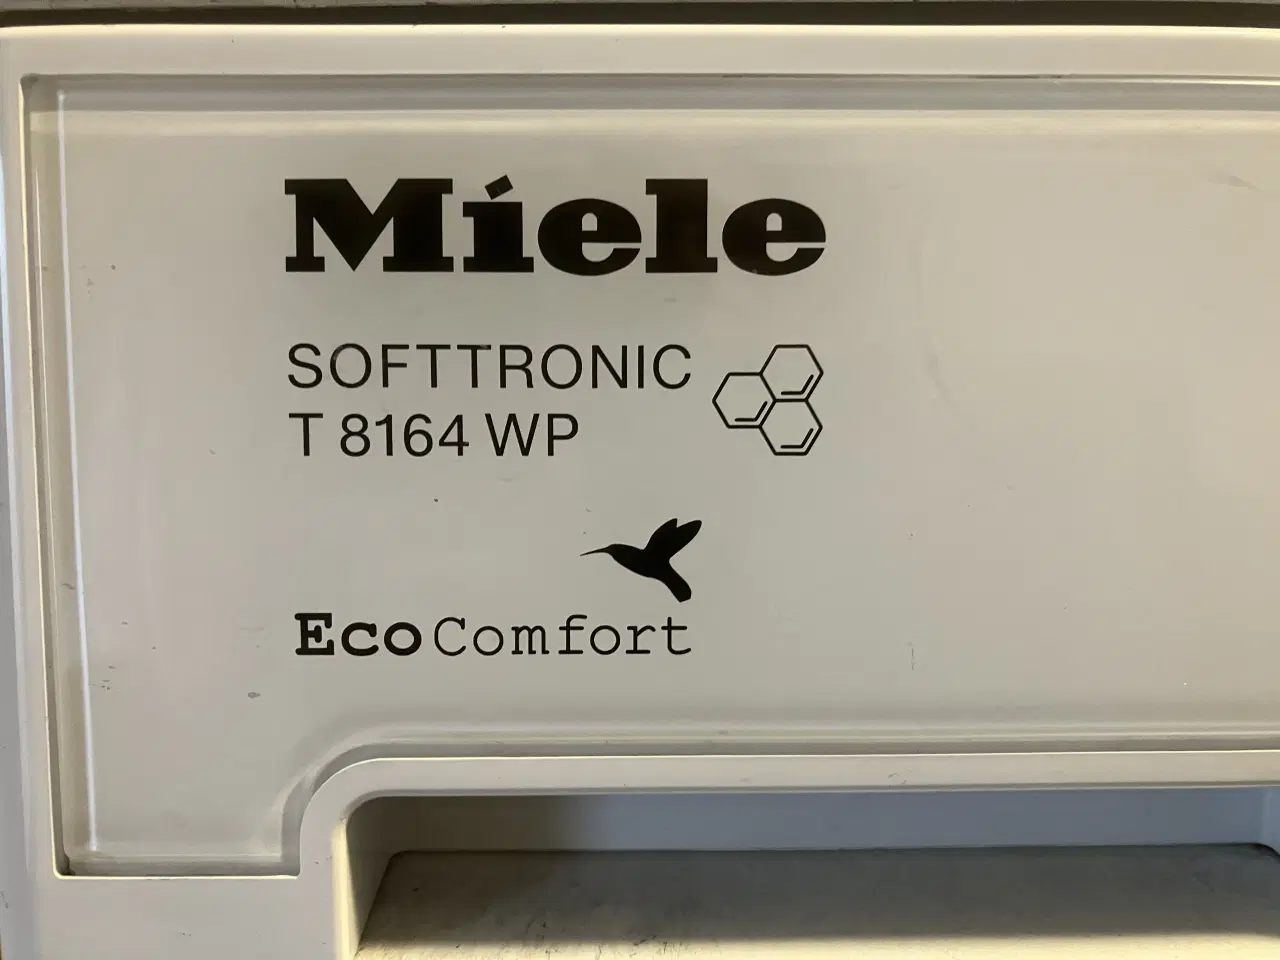 Miele
SOFTTRONIC
T 8164 WP
EcoComfort